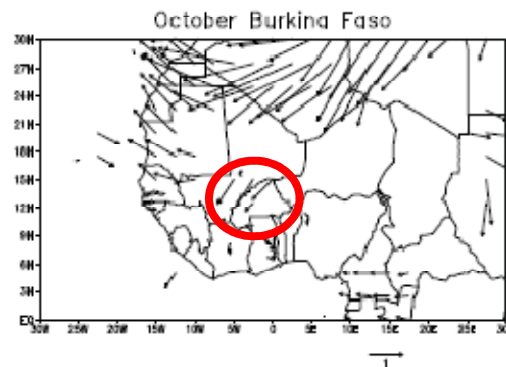 October Burkina Faso
30N
27N
24N
21N
18N
15N
12N
9N
6N
3N
EQ
30W 25W 20W 15W 10W 5W 0 5E 10E 15E 20E 25E 30E
1